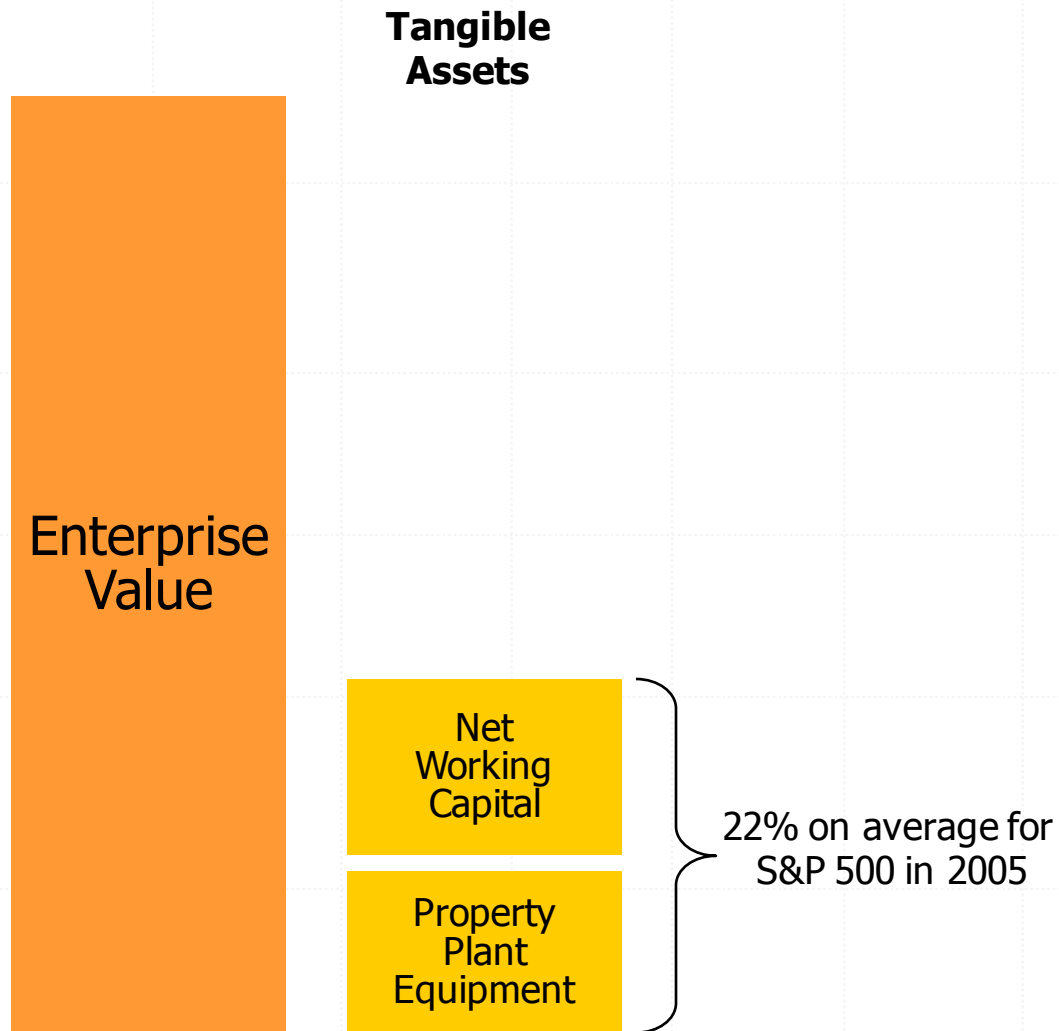 Tangible
Assets
Enterprise
Value
Net
Working
Capital
22% on average for
S&P 500 in 2005
Property
Plant
Equipment